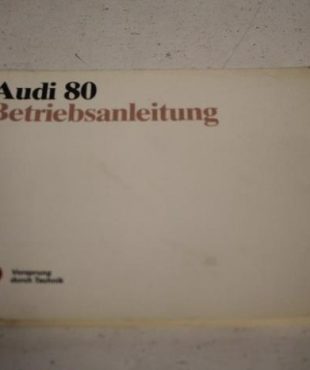 Audi 80
Betriebsanleitung
Vorsprung
durch Technik